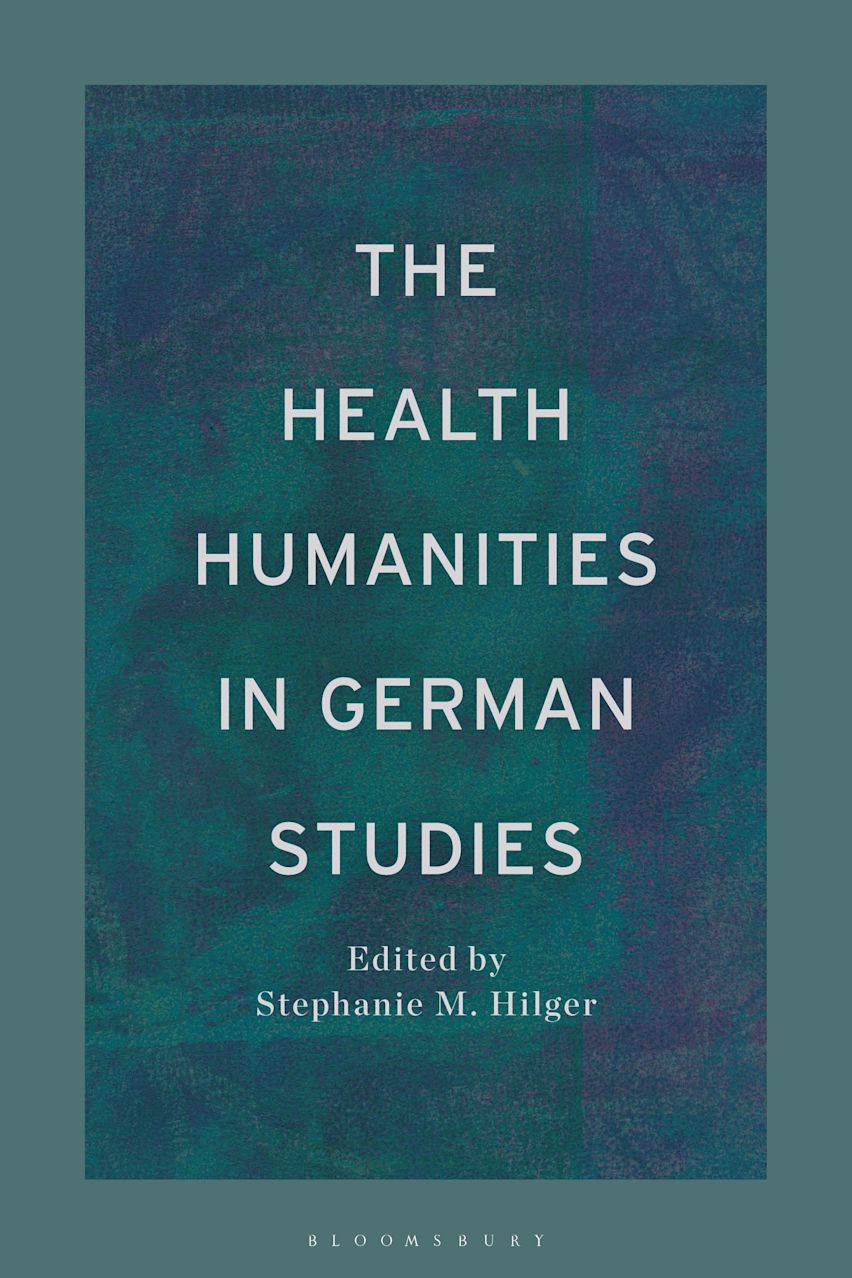 THE
HEALTH
HUMANITIES
IN GERMAN
STUDIES
Edited by
Stephanie M. Hilger
BLOOMSBURY